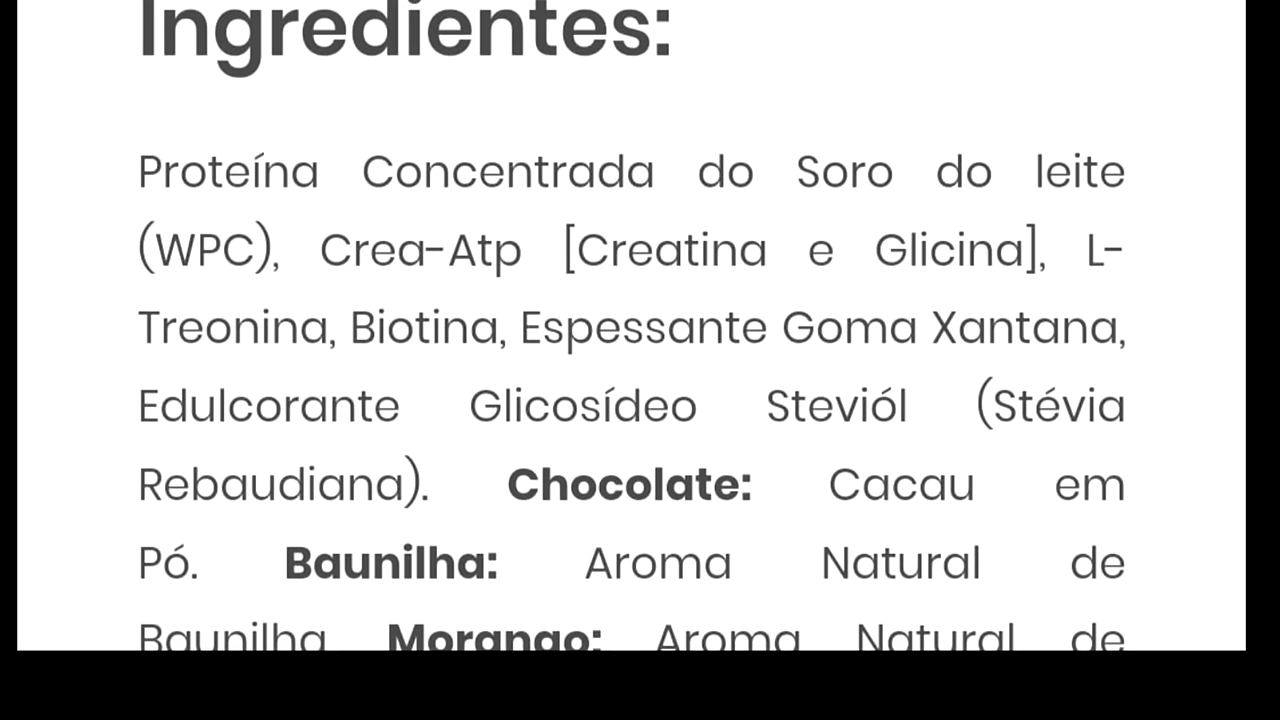 Ingredientes:
Proteína Concentrada do Soro do leite
(WPC), Crea-Atp [Creatina e Glicina], L-
Treonina, Biotina, Espessante Goma Xantana,
Edulcorante Glicosídeo Steviól (Stévia
Rebaudiana). Chocolate: Cacau em
Pó. Baunilha: Aroma Natural de
Baunilha Morango: Aroma Natural de